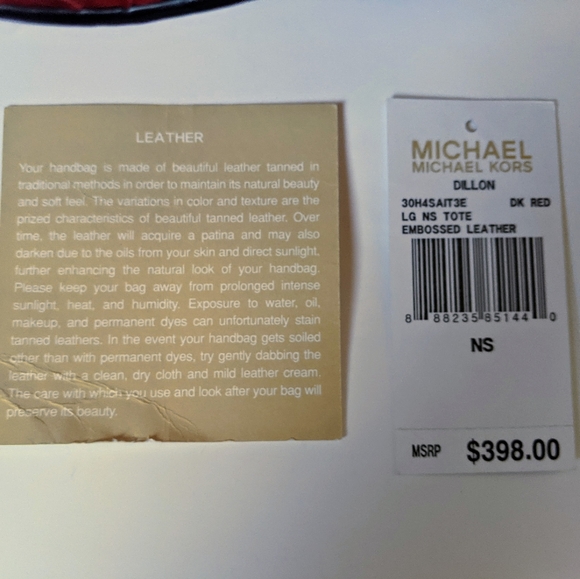 LEATHER
Your handbag is made of beautiful leather tanned in
traditional methods in order to maintain its natural beauty
and soft feel. The variations in color and texture are the
prized characteristics of beautiful tanned leather. Over
time, the leather will acquire a patina and may also
darken due to the oils from your skin and direct sunlight,
further enhancing the natural look of your handbag.
Please keep your bag away from prolonged intense
sunlight, heat, and humidity. Exposure to water, oil,
makeup, and permanent dyes can unfortunately stain
tanned leathers. In the event your handbag gets soiled
other than with permanent dyes, try gently dabbing the
leather with a clean, dry cloth and mild leather cream.
The care with which you use and look after your bag will
preserve its beauty.
MICHAEL
MICHAEL KORS
DILLON
30H4SAIT3E DK RED
LG NS TOTE
EMBOSSED LEATHER
8 88235 85144 0
NS
MSRP $398.00